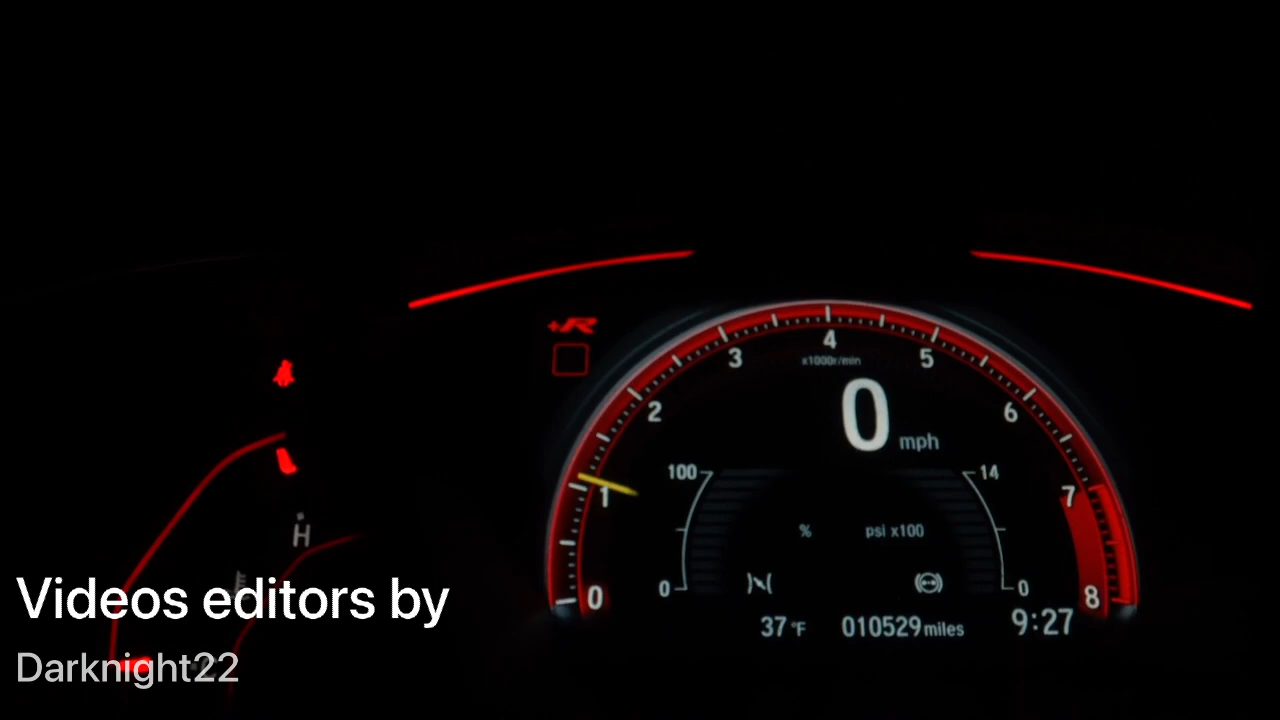 +R
4
3
5
x1000r/min
0 mph
2
6
100
14
1
7
H
% psi x100
0
0
0
8
37 °F 010529 miles 9:27
Videos editors by
Darknight22